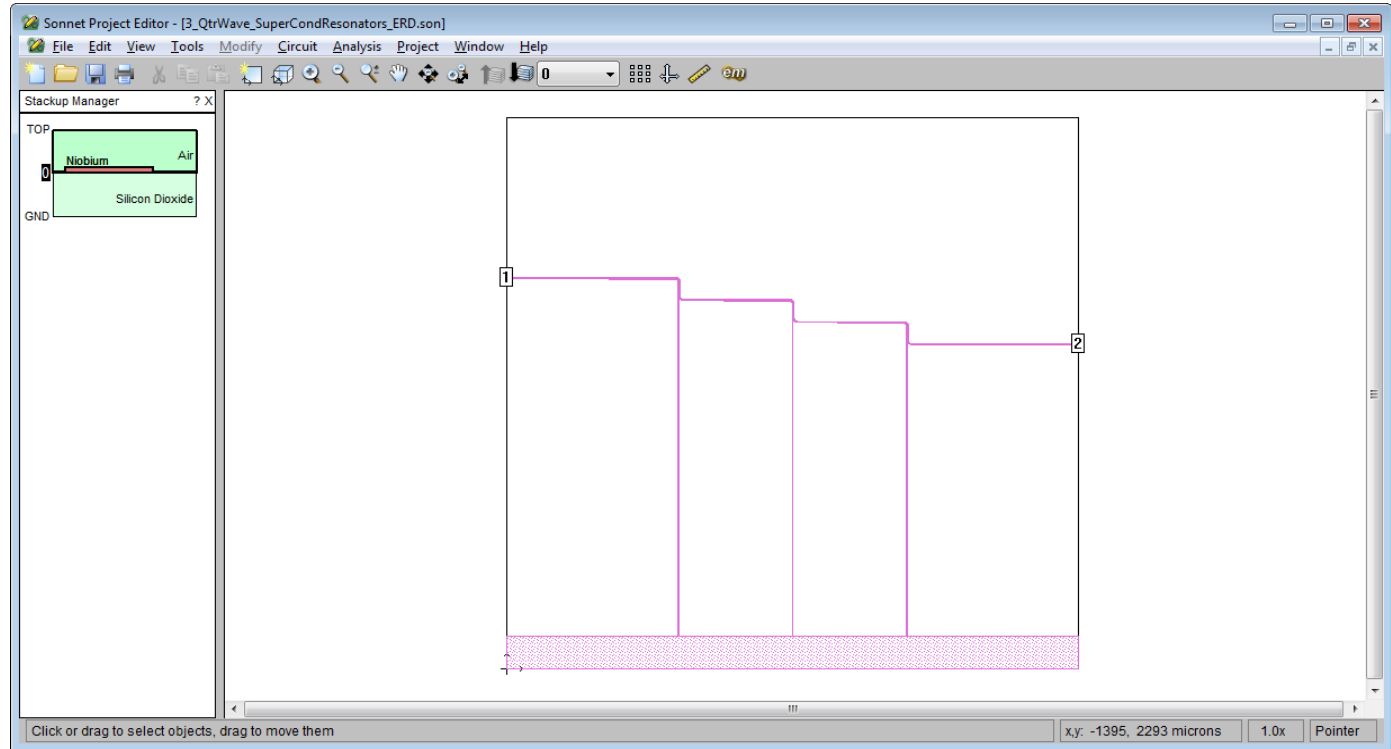 Sonnet Project Editor - [3_QtrWave_SuperCondResonators_ERD.son]
File Edit View Tools Modify Circuit Analysis Project Window Help
0
Stackup Manager ? X
TOP
Niobium
Air
0
Silicon Dioxide
GND
1
2
Click or drag to select objects, drag to move them
x,y: -1395, 2293 microns
1.0x
Pointer